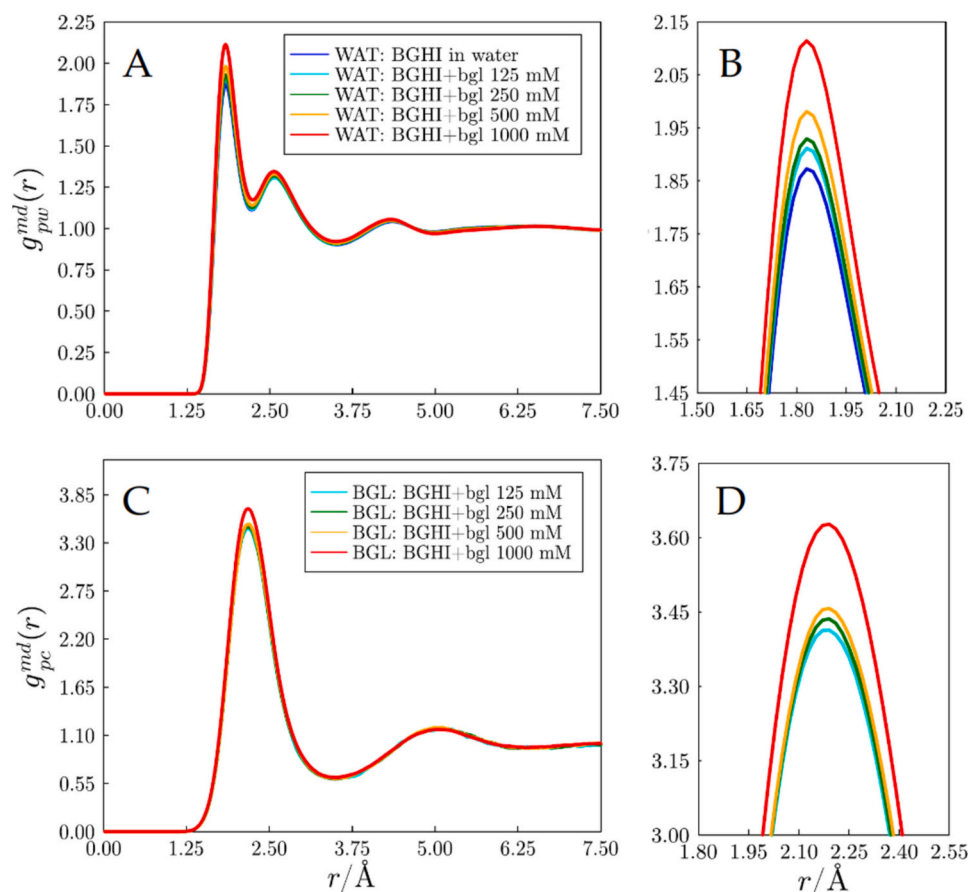 A
2.25
2.00
1.75
1.50
1.25
1.00
0.75
0.50
0.25
0.00
g_{pw}^{md}(r)
WAT: BGHI in water
WAT: BGHI+bgl 125 mM
WAT: BGHI+bgl 250 mM
WAT: BGHI+bgl 500 mM
WAT: BGHI+bgl 1000 mM
0.00 1.25 2.50 3.75 5.00 6.25 7.50
B
2.15
2.05
1.95
1.85
1.75
1.65
1.55
1.45
1.50 1.65 1.80 1.95 2.10 2.25
C
3.85
3.30
2.75
2.20
1.65
1.10
0.55
0.00
g_{pc}^{md}(r)
BGL: BGHI+bgl 125 mM
BGL: BGHI+bgl 250 mM
BGL: BGHI+bgl 500 mM
BGL: BGHI+bgl 1000 mM
0.00 1.25 2.50 3.75 5.00 6.25 7.50
r/Å
D
3.75
3.60
3.45
3.30
3.15
3.00
1.80 1.95 2.10 2.25 2.40 2.55
r/Å